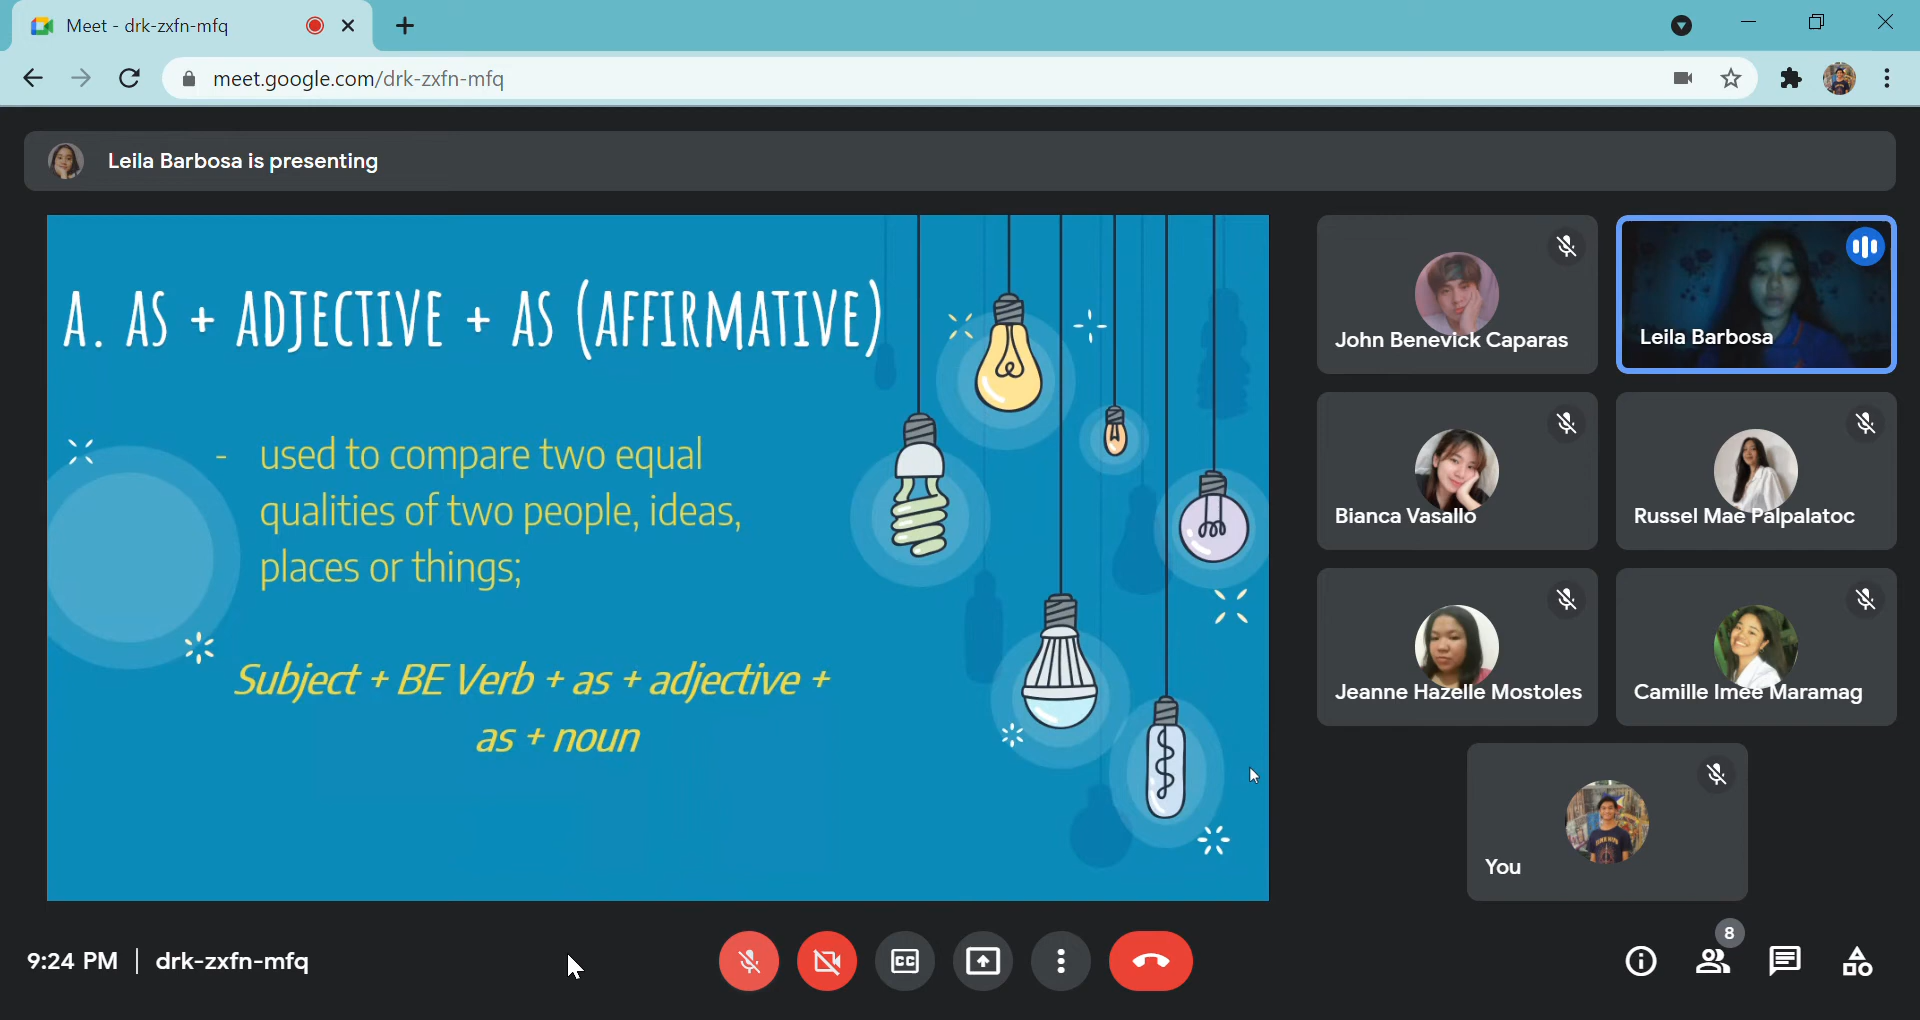 Meet - drk-zxfn-mfq
meet.google.com/drk-zxfn-mfq
Leila Barbosa is presenting
A. AS + ADJECTIVE + AS (AFFIRMATIVE)
- used to compare two equal
qualities of two people, ideas,
places or things;
Subject + BE Verb + as + adjective +
as + noun
John Benevick Caparas
Leila Barbosa
Bianca Vasallo
Russel Mae Palpalatoc
Jeanne Hazelle Mostoles
Camille Imee Maramag
You
9:24 PM | drk-zxfn-mfq
CC
8